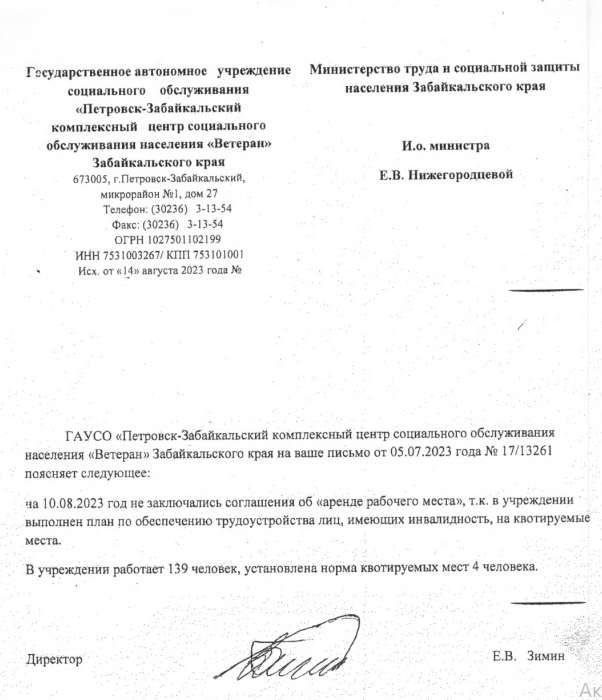 Государственное автономное учреждение
социального обслуживания
«Петровск-Забайкальский
комплексный центр социального
обслуживания населения «Ветеран»
Забайкальского края
673005, г.Петровск-Забайкальский,
микрорайон №1, дом 27
Телефон: (30236) 3-13-54
Факс: (30236) 3-13-54
ОГРН 1027501102199
ИНН 7531003267/ КПП 753101001
Исх. от «14» августа 2023 года №
Министерство труда и социальной защиты
населения Забайкальского края
И.о. министра
Е.В. Нижегородцевой
ГАУСО «Петровск-Забайкальский комплексный центр социального обслуживания
населения «Ветеран» Забайкальского края на ваше письмо от 05.07.2023 года № 17/13261
поясняет следующее:
на 10.08.2023 год не заключались соглашения об «аренде рабочего места», т.к. в учреждении
выполнен план по обеспечению трудоустройства лиц, имеющих инвалидность, на квотируемые
места.
В учреждении работает 139 человек, установлена норма квотируемых мест 4 человека.
Директор
Е.В. Зимин
Ак